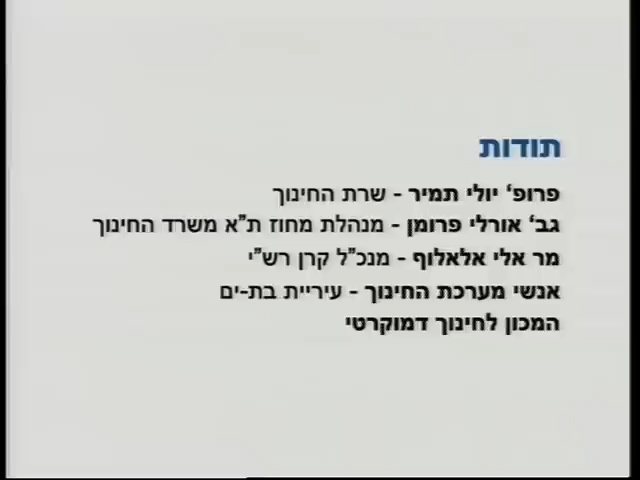 תודות
פרופ' יולי תמיר - שרת החינוך
גב' אורלי פרומן - מנהלת מחוז ת"א משרד החינוך
מר אלי אלאלוף - מנכ"ל קרן רש"י
אנשי מערכת החינוך - עיריית בת-ים
המכון לחינוך דמוקרטי